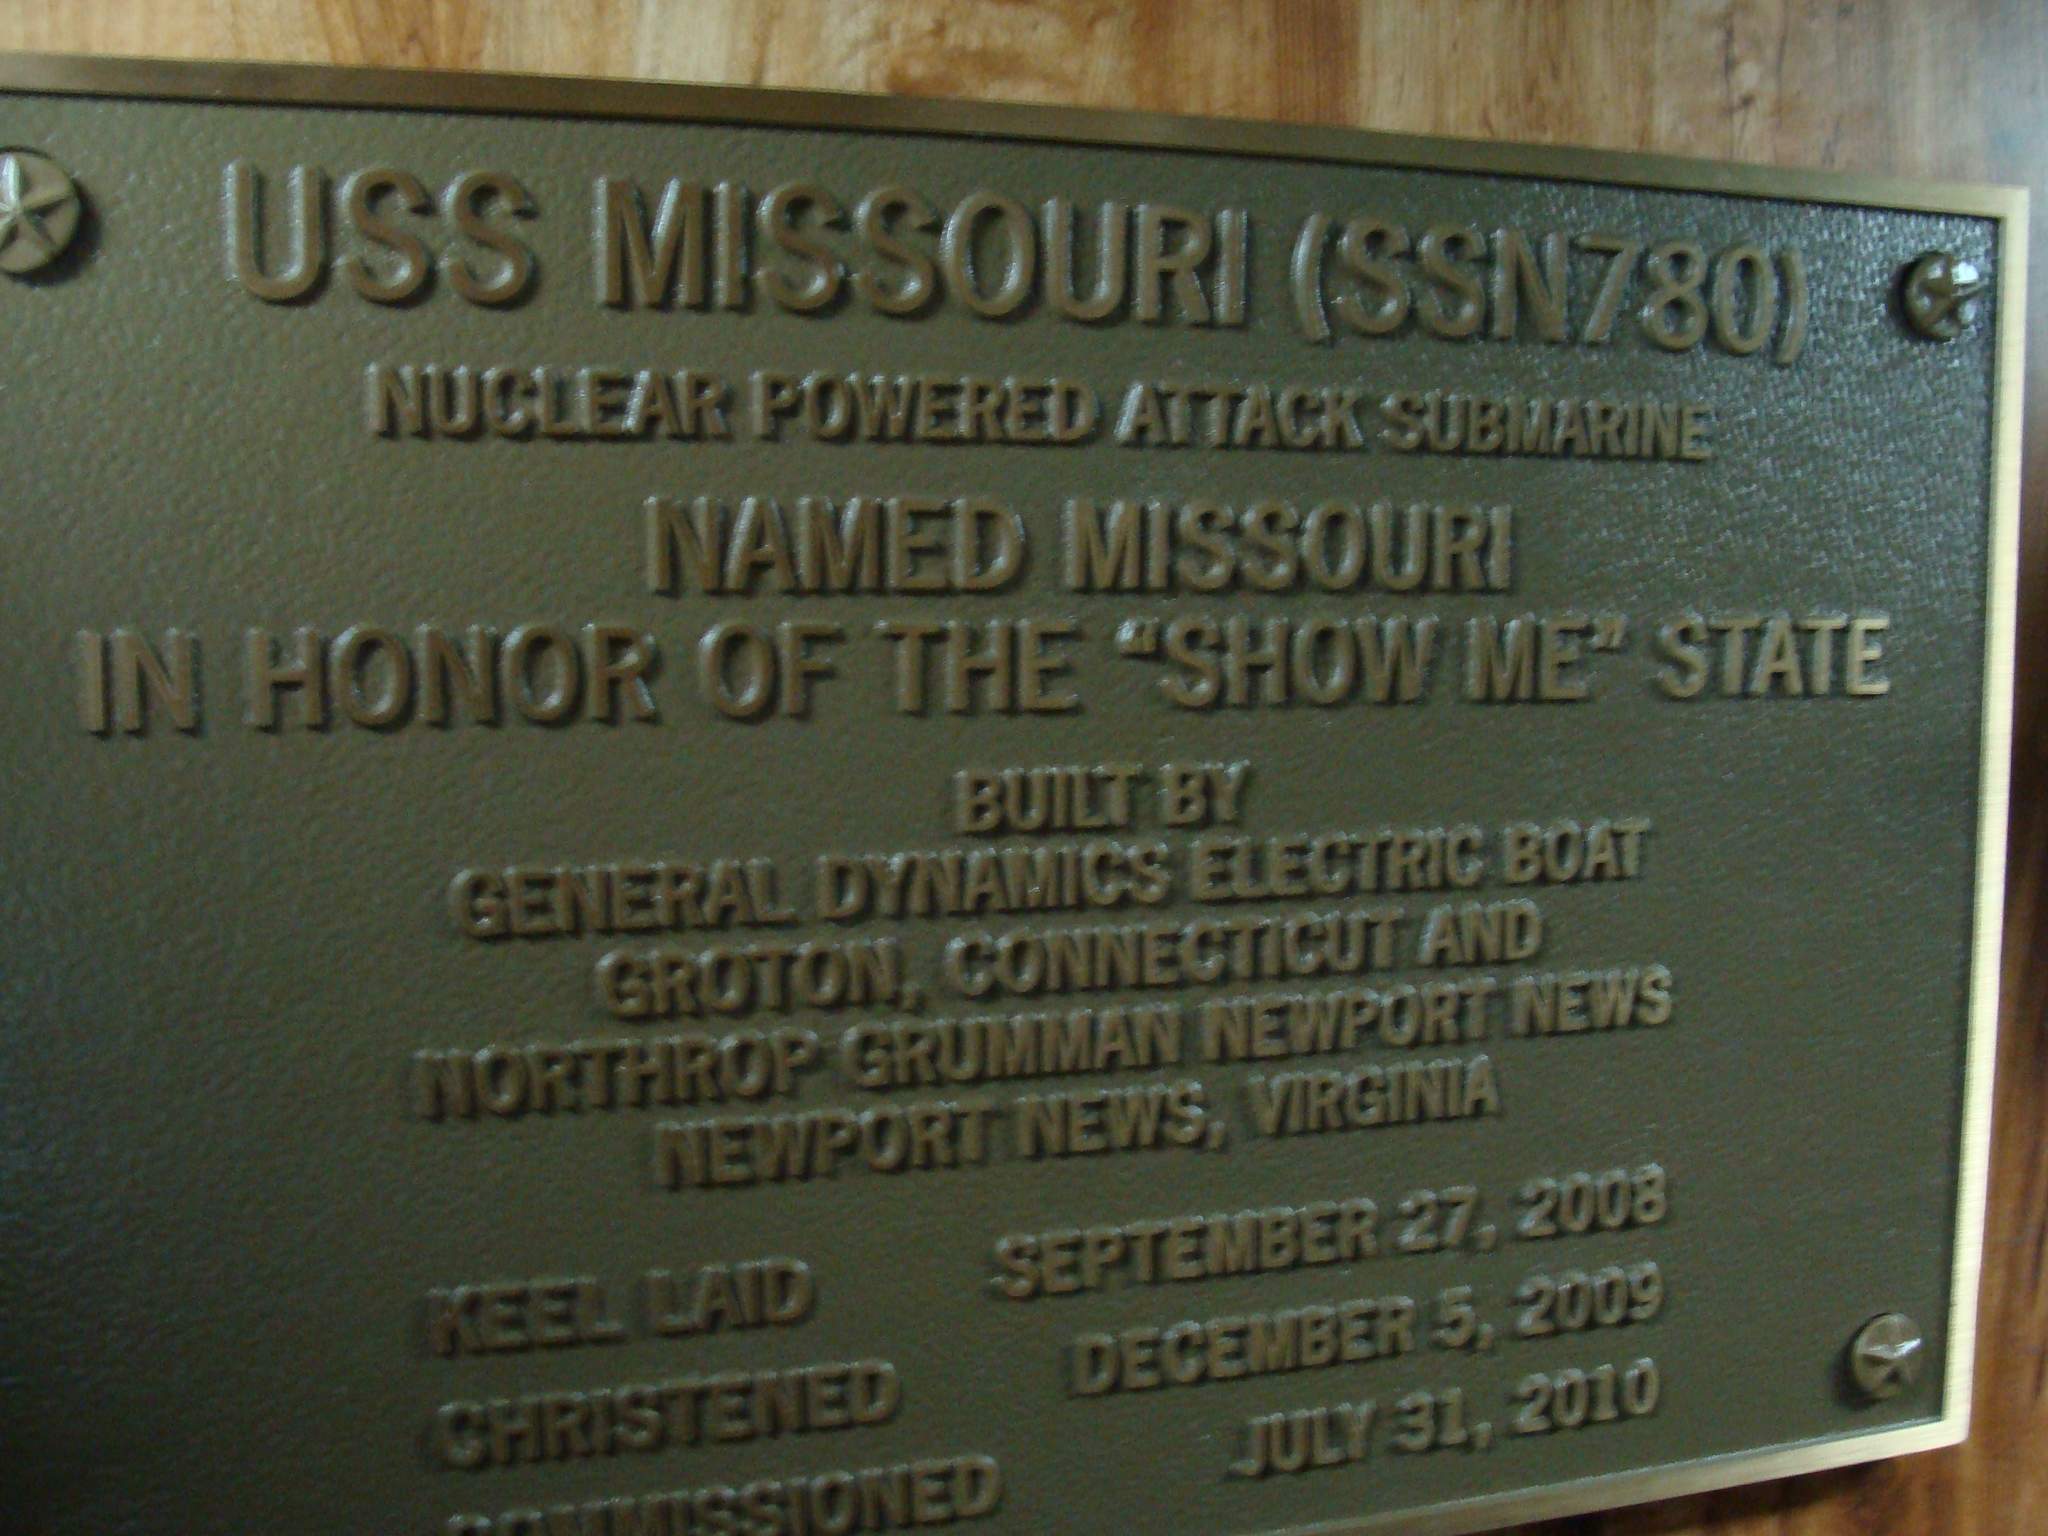 USS MISSOURI (SSN780)
NUCLEAR POWERED ATTACK SUBMARINE
NAMED MISSOURI
IN HONOR OF THE “SHOW ME” STATE
BUILT BY
GENERAL DYNAMICS ELECTRIC BOAT
GROTON, CONNECTICUT AND
NORTHROP GRUMMAN NEWPORT NEWS
NEWPORT NEWS, VIRGINIA
KEEL LAID SEPTEMBER 27, 2008
CHRISTENED DECEMBER 5, 2009
COMMISSIONED JULY 31, 2010